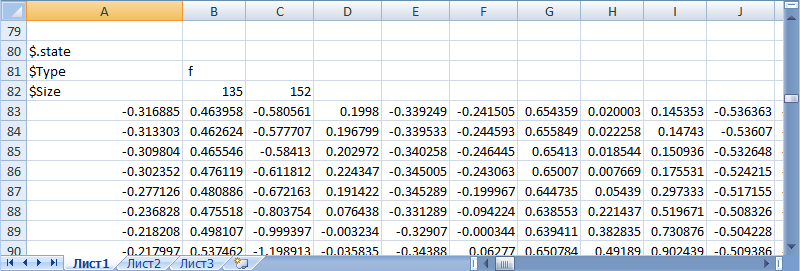 A B C D E F G H I J
79
80 $.state
81 $Type f
82 $Size 135 152
83 -0.316885 0.463958 -0.580561 0.1998 -0.339249 -0.241505 0.654359 0.020003 0.145353 -0.536363
84 -0.313303 0.462624 -0.577707 0.196799 -0.339533 -0.244593 0.655849 0.022258 0.14743 -0.53607
85 -0.309804 0.465546 -0.58413 0.202972 -0.340258 -0.246445 0.65413 0.018544 0.150936 -0.532648
86 -0.302352 0.476119 -0.611812 0.224347 -0.345005 -0.243063 0.65007 0.007669 0.175531 -0.524215
87 -0.277126 0.480886 -0.672163 0.191422 -0.345289 -0.199967 0.644735 0.05439 0.297333 -0.517155
88 -0.236828 0.475518 -0.803754 0.076438 -0.331289 -0.094224 0.638553 0.221437 0.519671 -0.508326
89 -0.218208 0.498107 -0.999397 -0.003234 -0.32907 -0.000344 0.639411 0.382835 0.730876 -0.504228
90 -0.217997 0.537462 -1.198913 -0.035835 -0.34388 0.06277 0.650784 0.49189 0.902439 -0.509386
Лист1 Лист2 Лист3